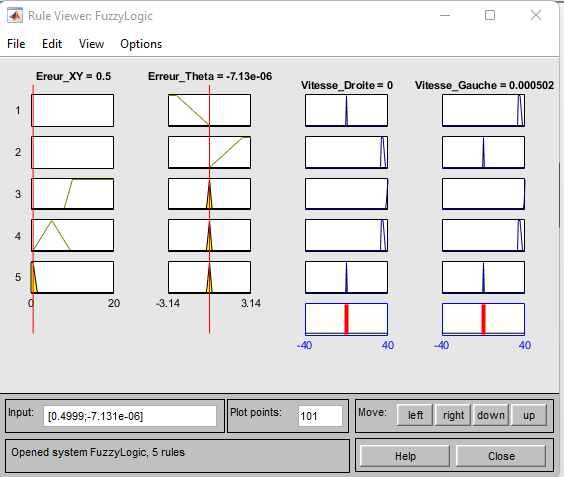 Rule Viewer: FuzzyLogic
File Edit View Options
Ereur_XY = 0.5 Erreur_Theta = -7.13e-06
Vitesse_Droite = 0 Vitesse_Gauche = 0.000502
1
2
3
4
5
0 20 -3.14 3.14
-40 40 -40 40
Input: [0.4999;-7.131e-06] Plot points: 101 Move: left right down up
Opened system FuzzyLogic, 5 rules Help Close